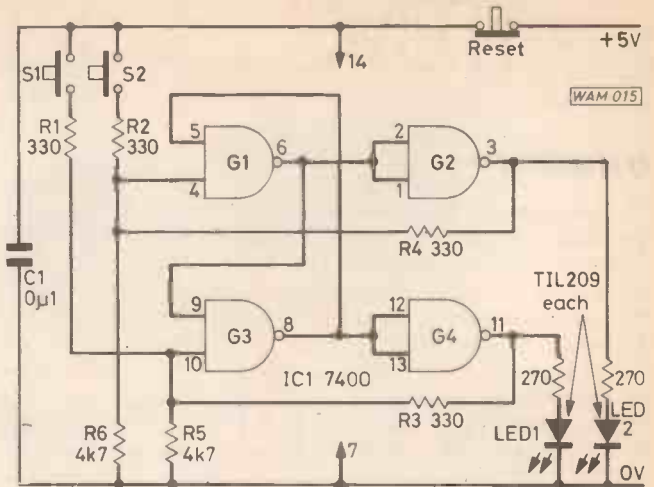 Reset
+5V
14
WAM 015
S1
S2
R1
330
R2
330
5
6
G1
4
2
3
G2
1
R4 330
C1
0µ1
9
8
G3
10
12
11
G4
13
IC1 7400
TIL209
each
R3 330
270
270
R6
4k7
R5
4k7
7
LED1
LED
2
0V